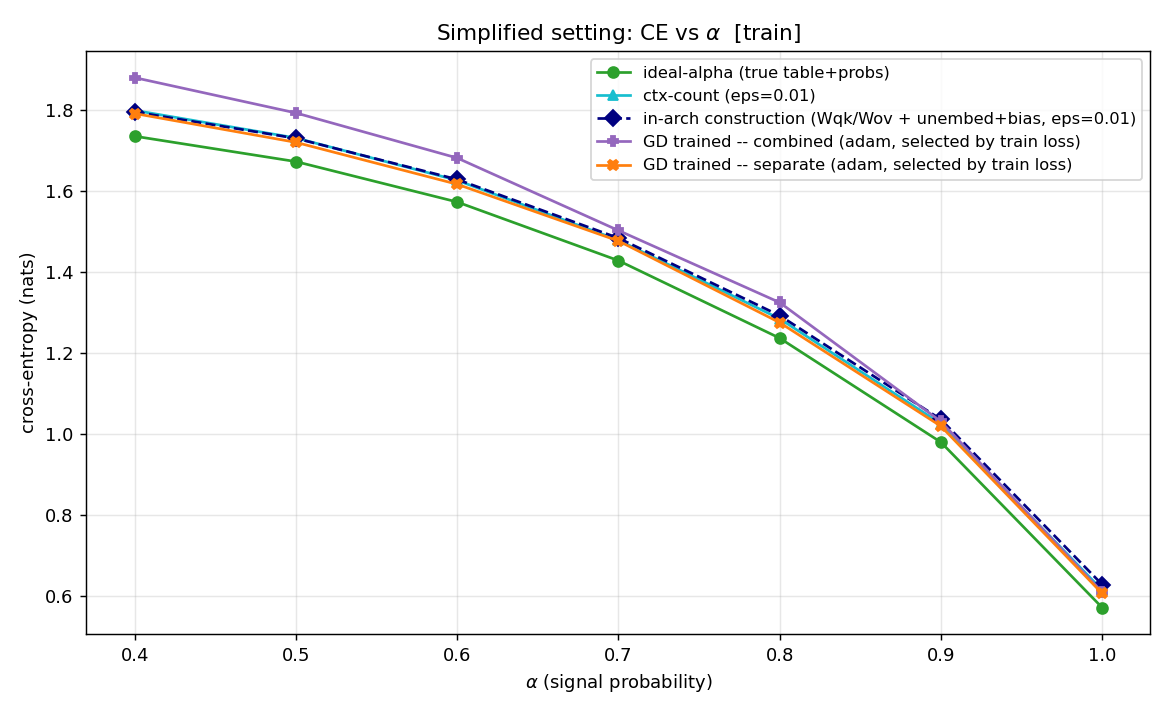 Simplified setting: CE vs α [train]
ideal-alpha (true table+probs)
ctx-count (eps=0.01)
in-arch construction (Wqk/Wov + unembed+bias, eps=0.01)
GD trained -- combined (adam, selected by train loss)
GD trained -- separate (adam, selected by train loss)
cross-entropy (nats)
1.8
1.6
1.4
1.2
1.0
0.8
0.6
0.4 0.5 0.6 0.7 0.8 0.9 1.0
α (signal probability)